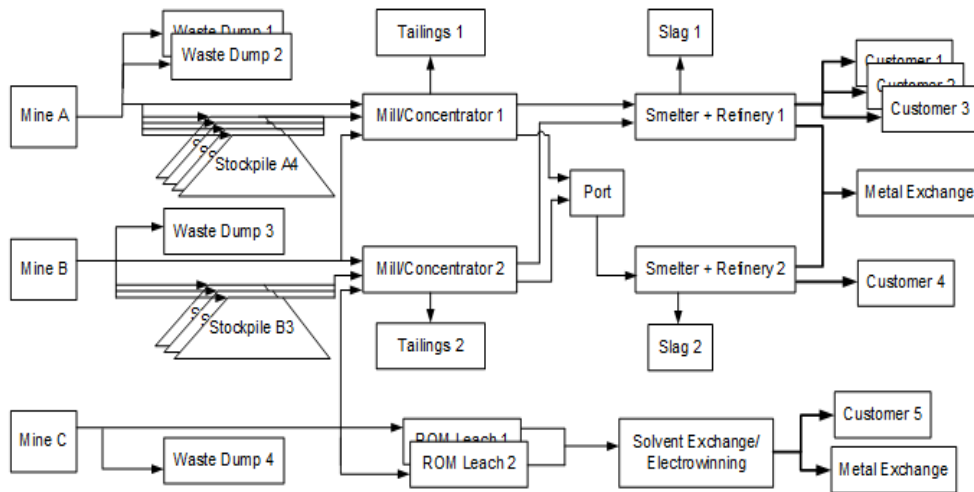 Waste Dump 1
Waste Dump 2
Tailings 1
Slag 1
Customer 1
Customer 2
Customer 3
Mine A
Mill/Concentrator 1
Smelter + Refinery 1
S
S
S
Stockpile A4
Port
Metal Exchange
Waste Dump 3
Mine B
Mill/Concentrator 2
Smelter + Refinery 2
Customer 4
S
S
Stockpile B3
Tailings 2
Slag 2
Mine C
ROM Leach 1
ROM Leach 2
Solvent Exchange/
Electrowinning
Customer 5
Waste Dump 4
Metal Exchange